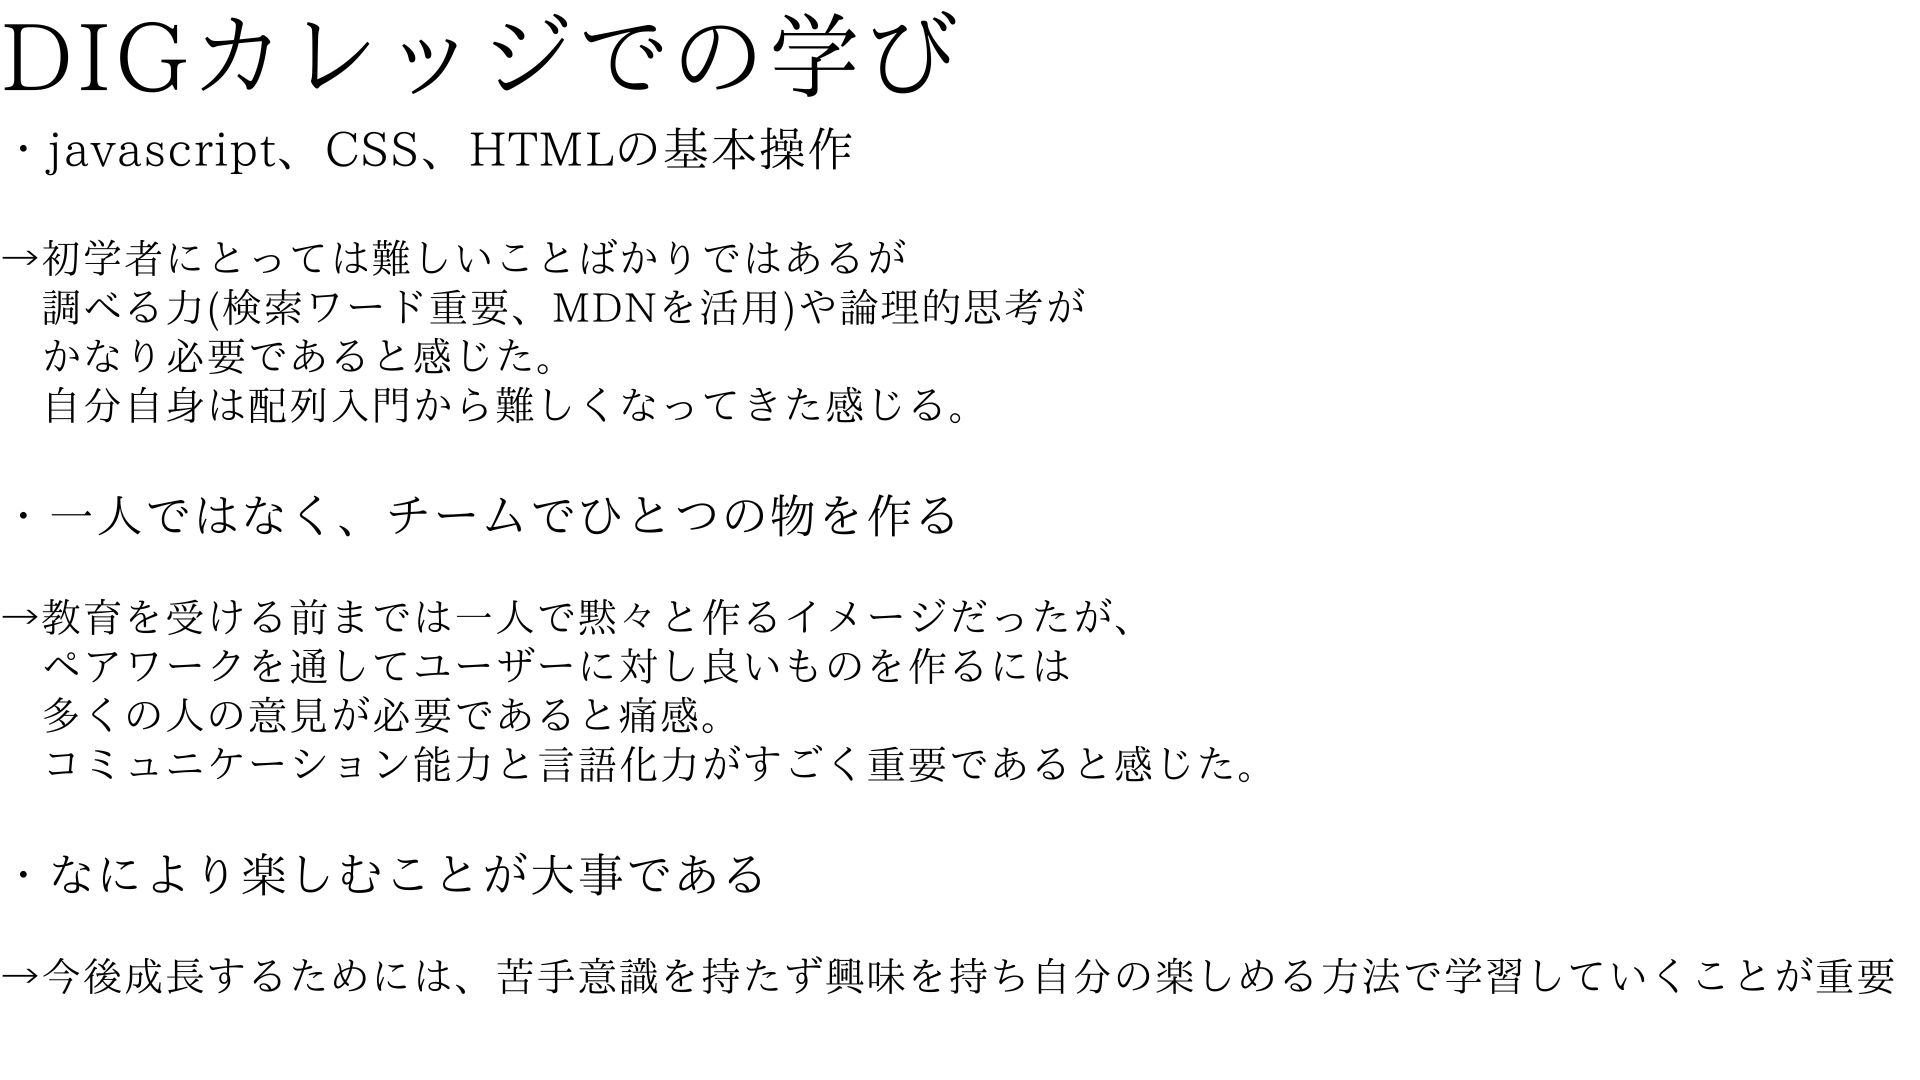 DIGカレッジでの学び
・javascript、CSS、HTMLの基本操作
→初学者にとっては難しいことばかりではあるが
調べる力(検索ワード重要、MDNを活用)や論理的思考が
かなり必要であると感じた。
自分自身は配列入門から難しくなってきた感じる。
・一人ではなく、チームでひとつの物を作る
→教育を受ける前までは一人で黙々と作るイメージだったが、
ペアワークを通してユーザーに対し良いものを作るには
多くの人の意見が必要であると痛感。
コミュニケーション能力と言語化力がすごく重要であると感じた。
・なにより楽しむことが大事である
→今後成長するためには、苦手意識を持たず興味を持ち自分の楽しめる方法で学習していくことが重要